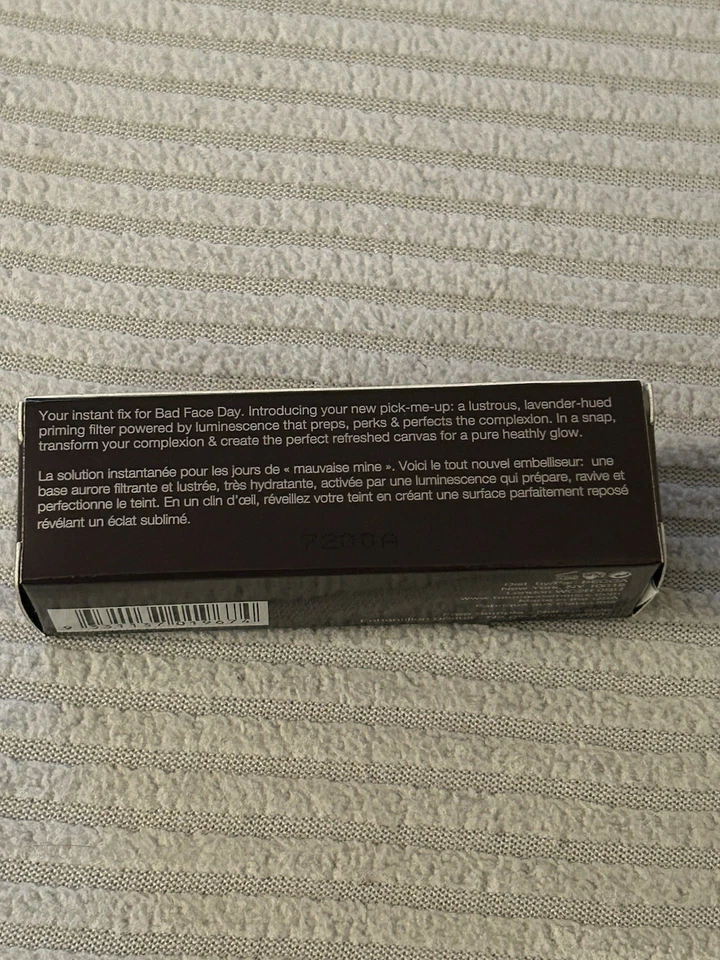 Your instant fix for Bad Face Day. Introducing your new pick-me-up: a lustrous, lavender-hued
priming filter powered by luminescence that preps, perks & perfects the complexion. In a snap,
transform your complexion & create the perfect refreshed canvas for a pure heathly glow.
La solution instantanée pour les jours de « mauvaise mine ». Voici le tout nouvel embelliseur: une
base aurore filtrante et lustrée, très hydratante, activée par une luminescence qui prépare, ravive et
perfectionne le teint. En un clin d'œil, réveillez votre teint en créant une surface parfaitement reposé
révélant un éclat sublimé.
7200A